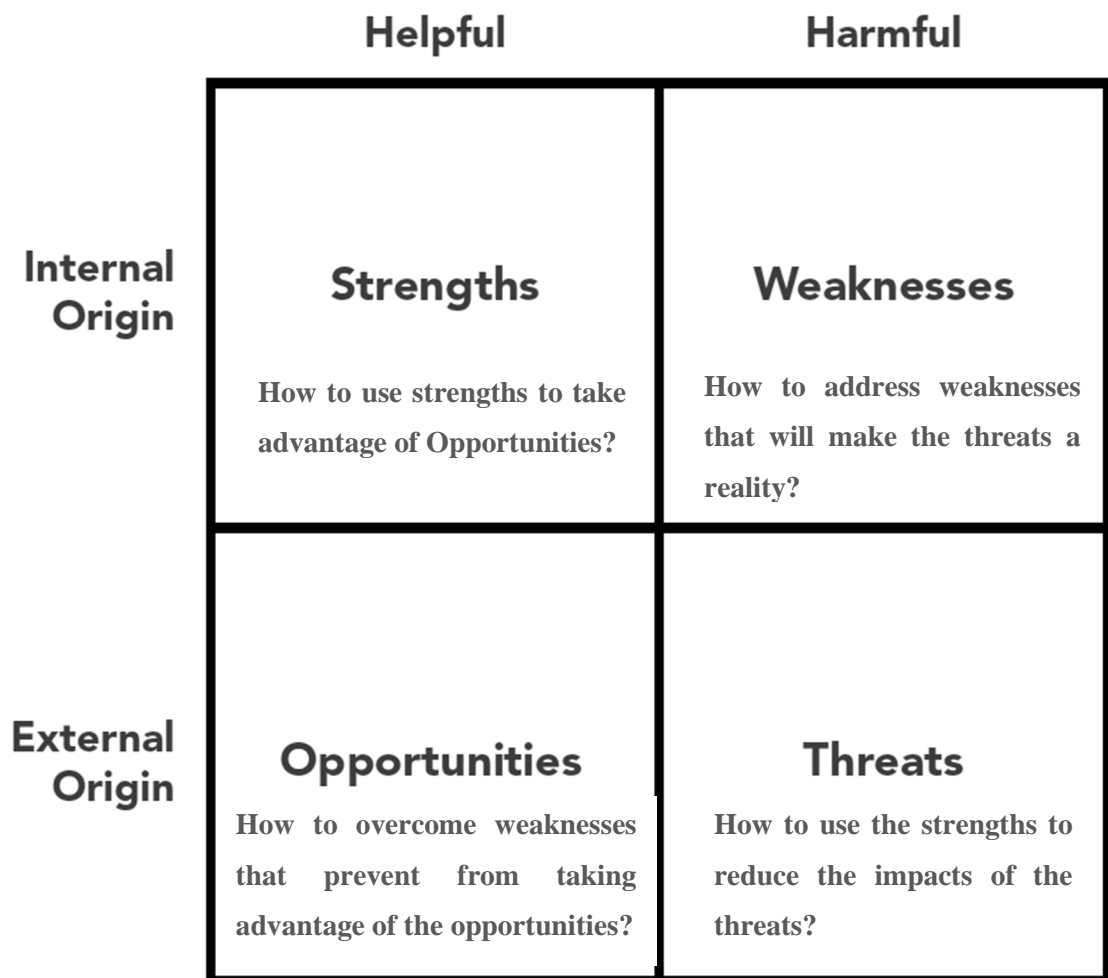 Helpful
Harmful
Internal
Origin
Strengths
How to use strengths to take
advantage of Opportunities?
Weaknesses
How to address weaknesses
that will make the threats a
reality?
External
Origin
Opportunities
How to overcome weaknesses
that prevent from taking
advantage of the opportunities?
Threats
How to use the strengths to
reduce the impacts of the
threats?